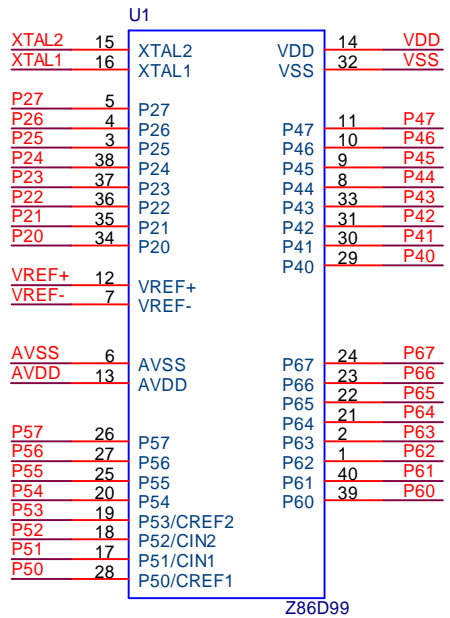 U1
XTAL2 15 XTAL2 VDD 14 VDD
XTAL1 16 XTAL1 VSS 32 VSS
P27 5 P27
P26 4 P26 P47 11 P47
P25 3 P25 P46 10 P46
P24 38 P24 P45 9 P45
P23 37 P23 P44 8 P44
P22 36 P22 P43 33 P43
P21 35 P21 P42 31 P42
P20 34 P20 P41 30 P41
P40 29 P40
VREF+ 12 VREF+
VREF- 7 VREF-
AVSS 6 AVSS P67 24 P67
AVDD 13 AVDD P66 23 P66
P65 22 P65
P64 21 P64
P57 26 P57 P63 2 P63
P56 27 P56 P62 1 P62
P55 25 P55 P61 40 P61
P54 20 P54 P60 39 P60
P53 19 P53/CREF2
P52 18 P52/CIN2
P51 17 P51/CIN1
P50 28 P50/CREF1
Z86D99